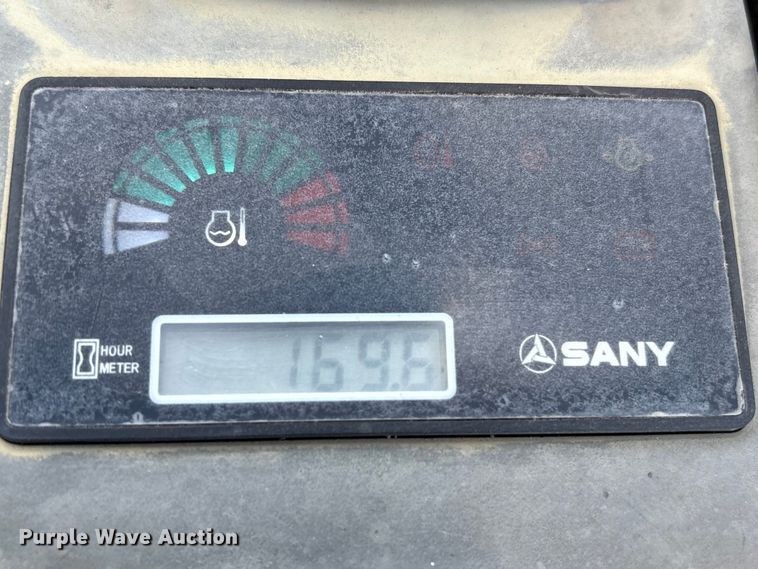 HOUR
METER
169.6
SANY
Purple Wave Auction